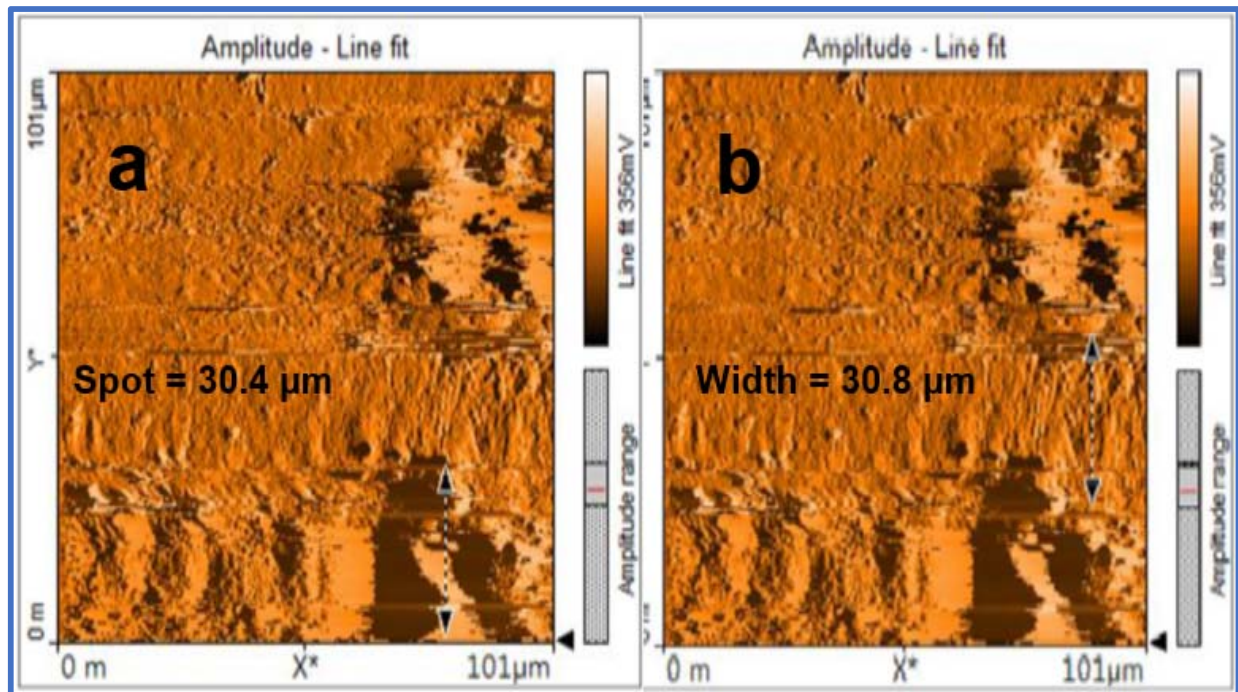 Amplitude - Line fit
101µm
Y*
0 m
a
Spot = 30.4 µm
0 m
X*
101µm
Line fit 356mV
Amplitude range
Amplitude - Line fit
b
Width = 30.8 µm
X*
101µm
Line fit 356mV
Amplitude range